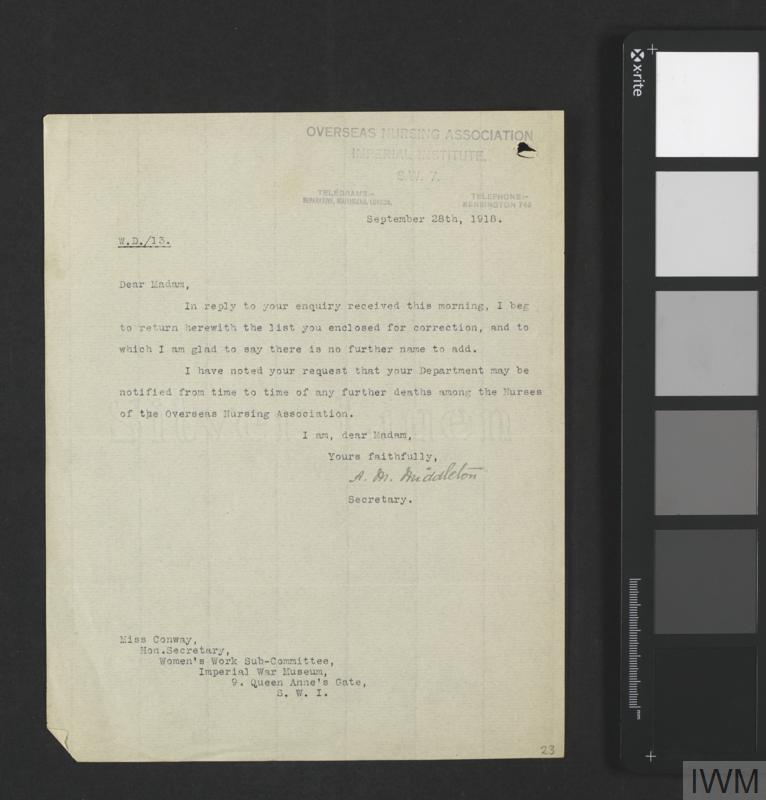 OVERSEAS NURSING ASSOCIATION
IMPERIAL INSTITUTE.
S.W. 7.
TELEGRAMS:-
TELEPHONE:-
KENSINGTON
September 28th, 1918.
W.D./13.
Dear Madam,
In reply to your enquiry received this morning, I beg
to return herewith the list you enclosed for correction, and to
which I am glad to say there is no further name to add.
I have noted your request that your Department may be
notified from time to time of any further deaths among the Nurses
of the Overseas Nursing Association.
I am, dear Madam,
Yours faithfully,
A. M. Middleton
Secretary.
Miss Conway,
Hon.Secretary,
Women's Work Sub-Committee,
Imperial War Museum,
9. Queen Anne's Gate,
S. W. I.
23
x-rite
mm
IWM